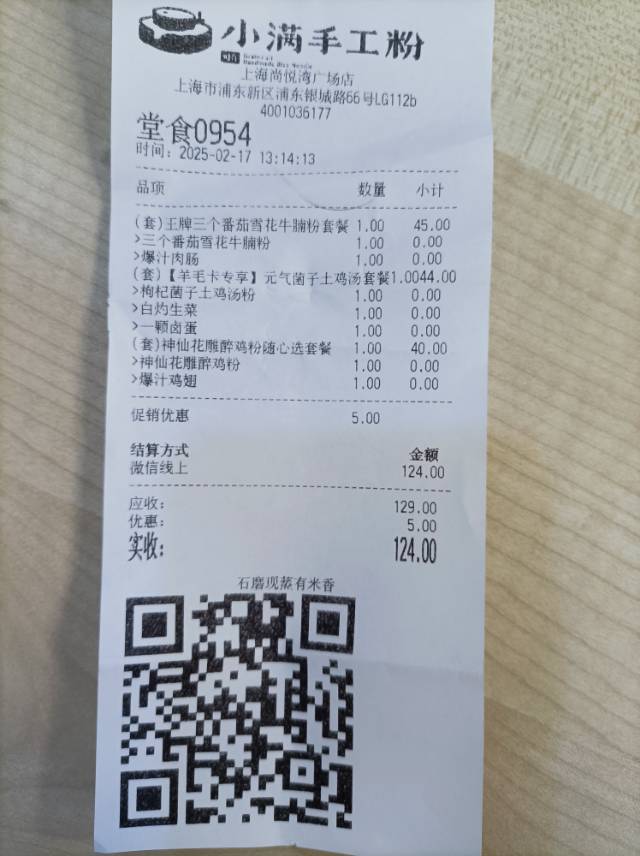 小满手工粉
上海尚悦湾广场店
上海市浦东新区浦东银城路66号LG112b
4001036177
堂食0954
时间: 2025-02-17 13:14:13
品项 数量 小计
(套)王牌三个番茄雪花牛腩粉套餐 1.00 45.00
>三个番茄雪花牛腩粉 1.00 0.00
>爆汁肉肠 1.00 0.00
(套)【羊毛卡专享】元气菌子土鸡汤套餐1.0044.00
>枸杞菌子土鸡汤粉 1.00 0.00
>白灼生菜 1.00 0.00
>一颗卤蛋 1.00 0.00
(套)神仙花雕醉鸡粉随心选套餐 1.00 40.00
>神仙花雕醉鸡粉 1.00 0.00
>爆汁鸡翅 1.00 0.00
促销优惠 5.00
结算方式 金额
微信线上 124.00
应收: 129.00
优惠: 5.00
实收: 124.00
石磨现蒸有米香